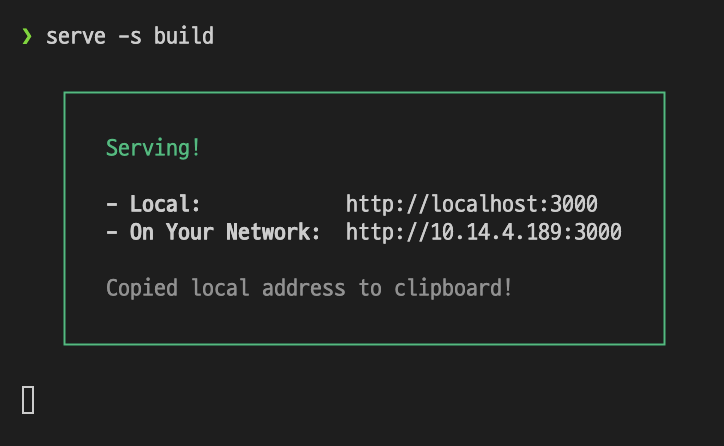 ❯ serve -s build
Serving!
- Local: http://localhost:3000
- On Your Network: http://10.14.4.189:3000
Copied local address to clipboard!